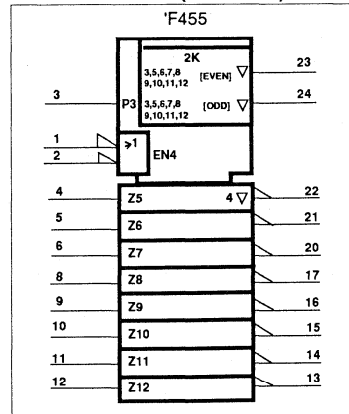 'F455
2K
3,5,6,7,8
9,10,11,12 [EVEN] ▽ 23
3 P3 3,5,6,7,8
9,10,11,12 [ODD] ▽ 24
1 ≥1
2 EN4
4 Z5 4 ▽ 22
5 Z6 21
6 Z7 20
8 Z8 17
9 Z9 16
10 Z10 15
11 Z11 14
12 Z12 13